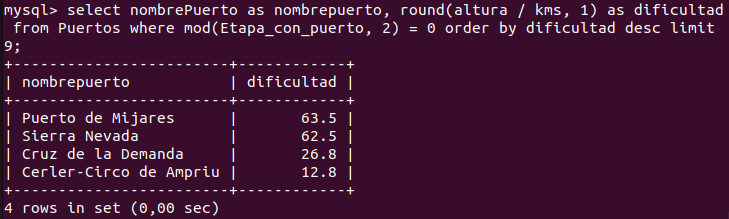 mysql> select nombrePuerto as nombrepuerto, round(altura / kms, 1) as dificultad
 from Puertos where mod(Etapa_con_puerto, 2) = 0 order by dificultad desc limit
9;
+------------------------+------------+
| nombrepuerto           | dificultad |
+------------------------+------------+
| Puerto de Mijares      |       63.5 |
| Sierra Nevada          |       62.5 |
| Cruz de la Demanda     |       26.8 |
| Cerler-Circo de Ampriu |       12.8 |
+------------------------+------------+
4 rows in set (0,00 sec)